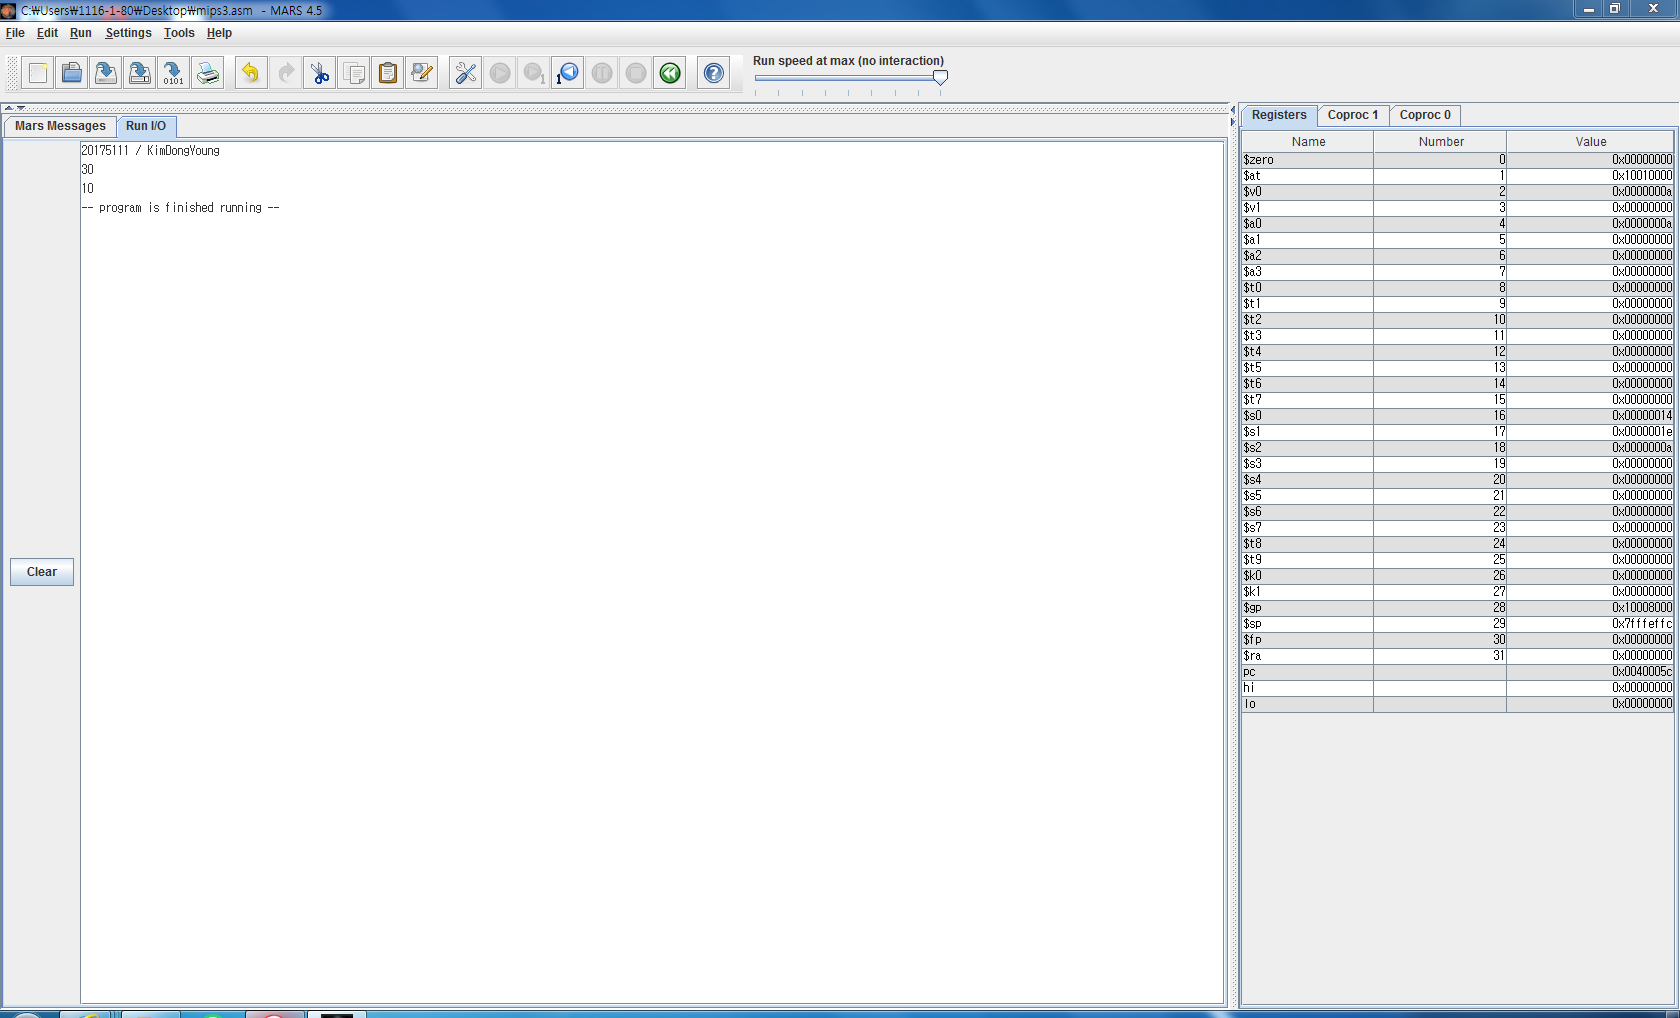 C:₩Users₩1116-1-80₩Desktop₩mips3.asm - MARS 4.5
File Edit Run Settings Tools Help
Run speed at max (no interaction)
0101
1
1
Mars Messages Run I/O
20175111 / KimDongYoung
30
10
-- program is finished running --
Clear
Registers Coproc 1 Coproc 0
Name Number Value
$zero 0 0x00000000
$at 1 0x10010000
$v0 2 0x0000000a
$v1 3 0x00000000
$a0 4 0x0000000a
$a1 5 0x00000000
$a2 6 0x00000000
$a3 7 0x00000000
$t0 8 0x00000000
$t1 9 0x00000000
$t2 10 0x00000000
$t3 11 0x00000000
$t4 12 0x00000000
$t5 13 0x00000000
$t6 14 0x00000000
$t7 15 0x00000000
$s0 16 0x00000014
$s1 17 0x0000001e
$s2 18 0x0000000a
$s3 19 0x00000000
$s4 20 0x00000000
$s5 21 0x00000000
$s6 22 0x00000000
$s7 23 0x00000000
$t8 24 0x00000000
$t9 25 0x00000000
$k0 26 0x00000000
$k1 27 0x00000000
$gp 28 0x10008000
$sp 29 0x7fffeffc
$fp 30 0x00000000
$ra 31 0x00000000
pc 0x0040005c
hi 0x00000000
lo 0x00000000